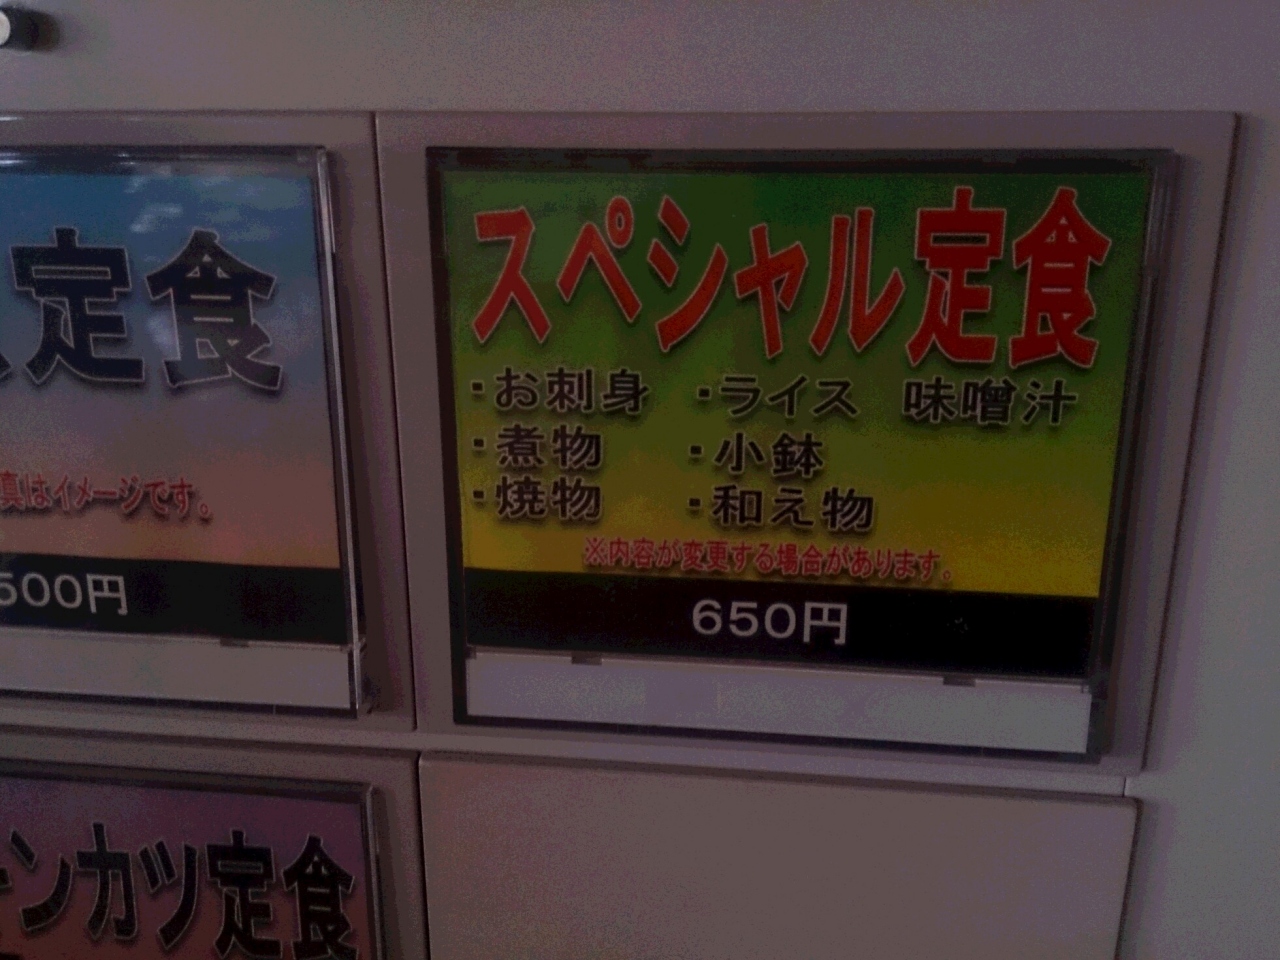 定食
真はイメージです。
500円
スペシャル定食
・お刺身 ・ライス 味噌汁
・煮物 ・小鉢
・焼物 ・和え物
※内容が変更する場合があります。
650円
ンカツ定食